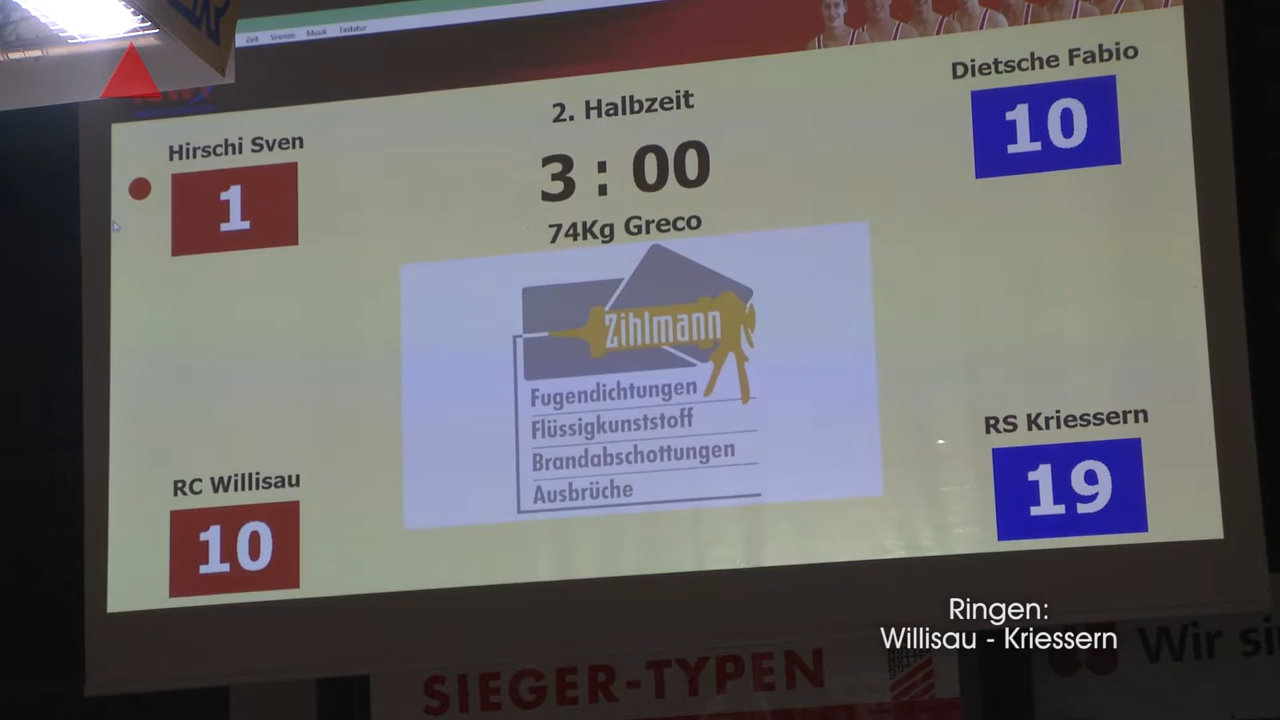 Zeit Sirenen Musik Tastatur
Dietsche Fabio
10
2. Halbzeit
Hirschi Sven
1
3 : 00
74Kg Greco
Zihlmann
Fugendichtungen
Flüssigkunststoff
Brandabschottungen
Ausbrüche
RS Kriessern
19
RC Willisau
10
Ringen:
Willisau - Kriessern
Wir
SIEGER-TYPEN